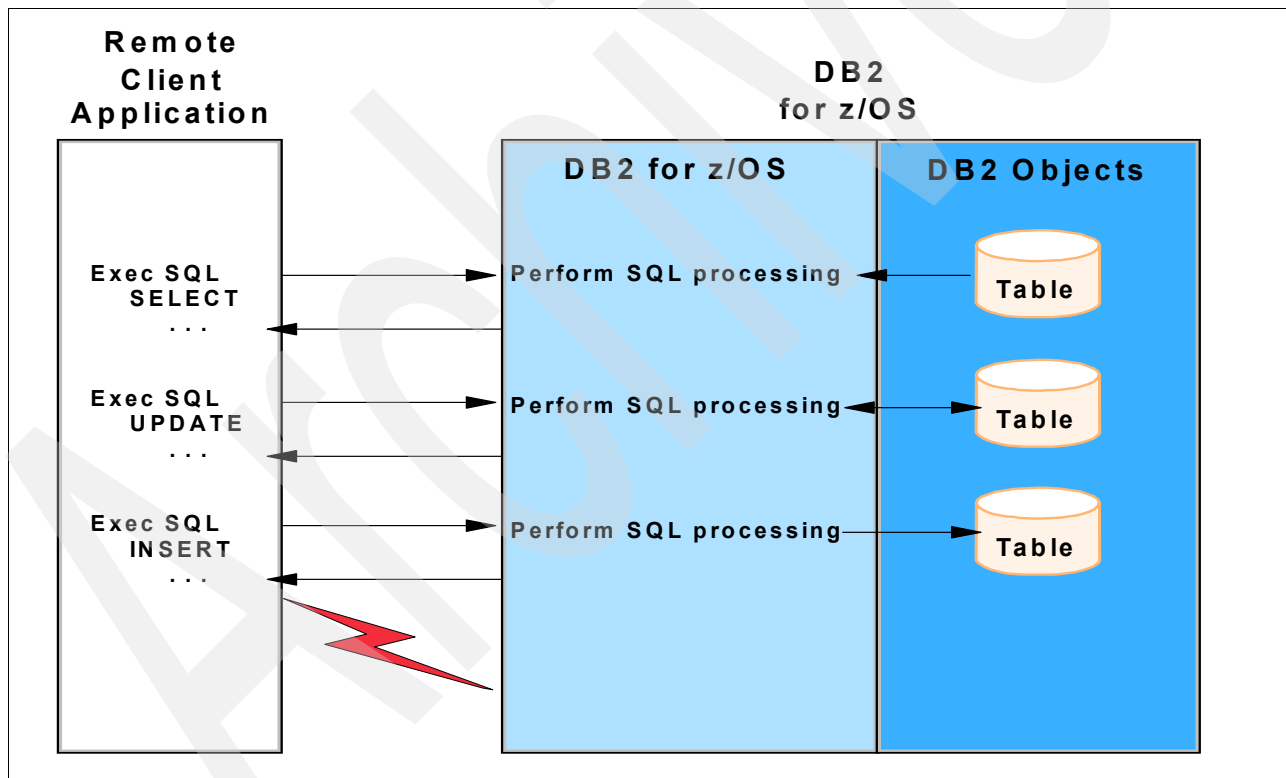 Remote
Client
Application
DB2
for z/OS
DB2 for z/OS
DB2 Objects
Exec SQL
SELECT
. . .
Perform SQL processing
Table
Exec SQL
UPDATE
. . .
Perform SQL processing
Table
Exec SQL
INSERT
. . .
Perform SQL processing
Table